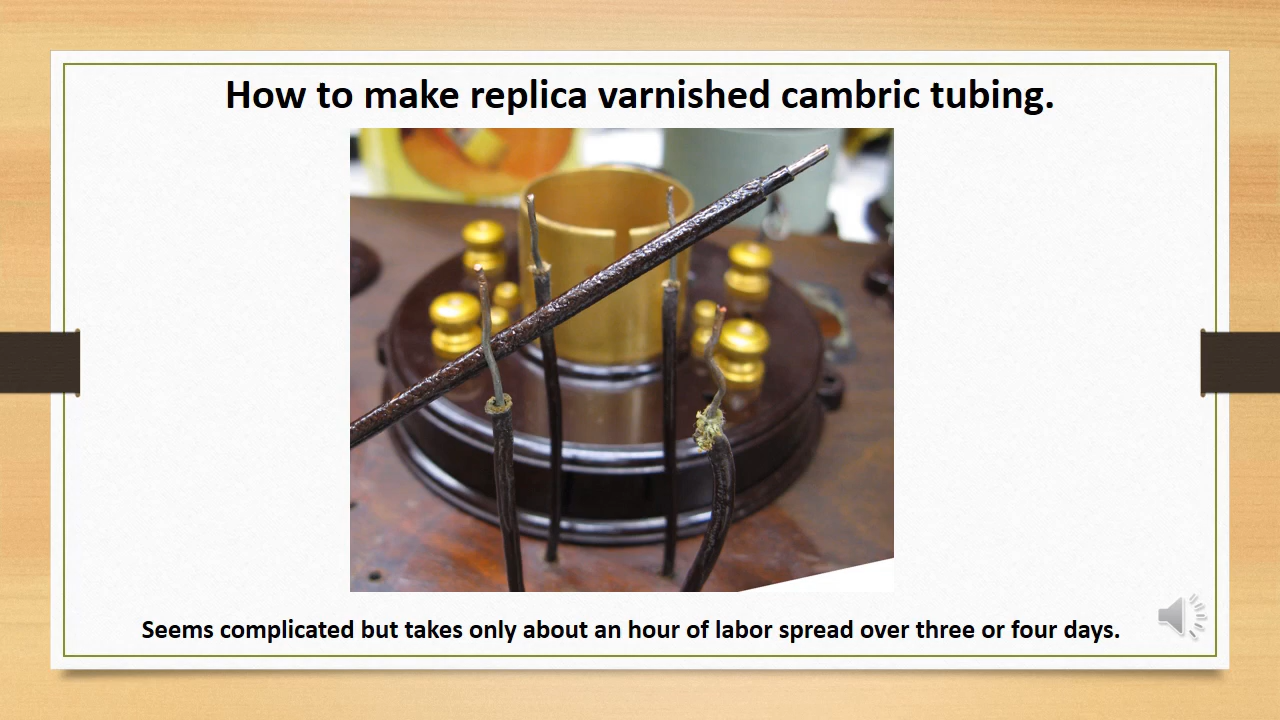 How to make replica varnished cambric tubing.
Seems complicated but takes only about an hour of labor spread over three or four days.